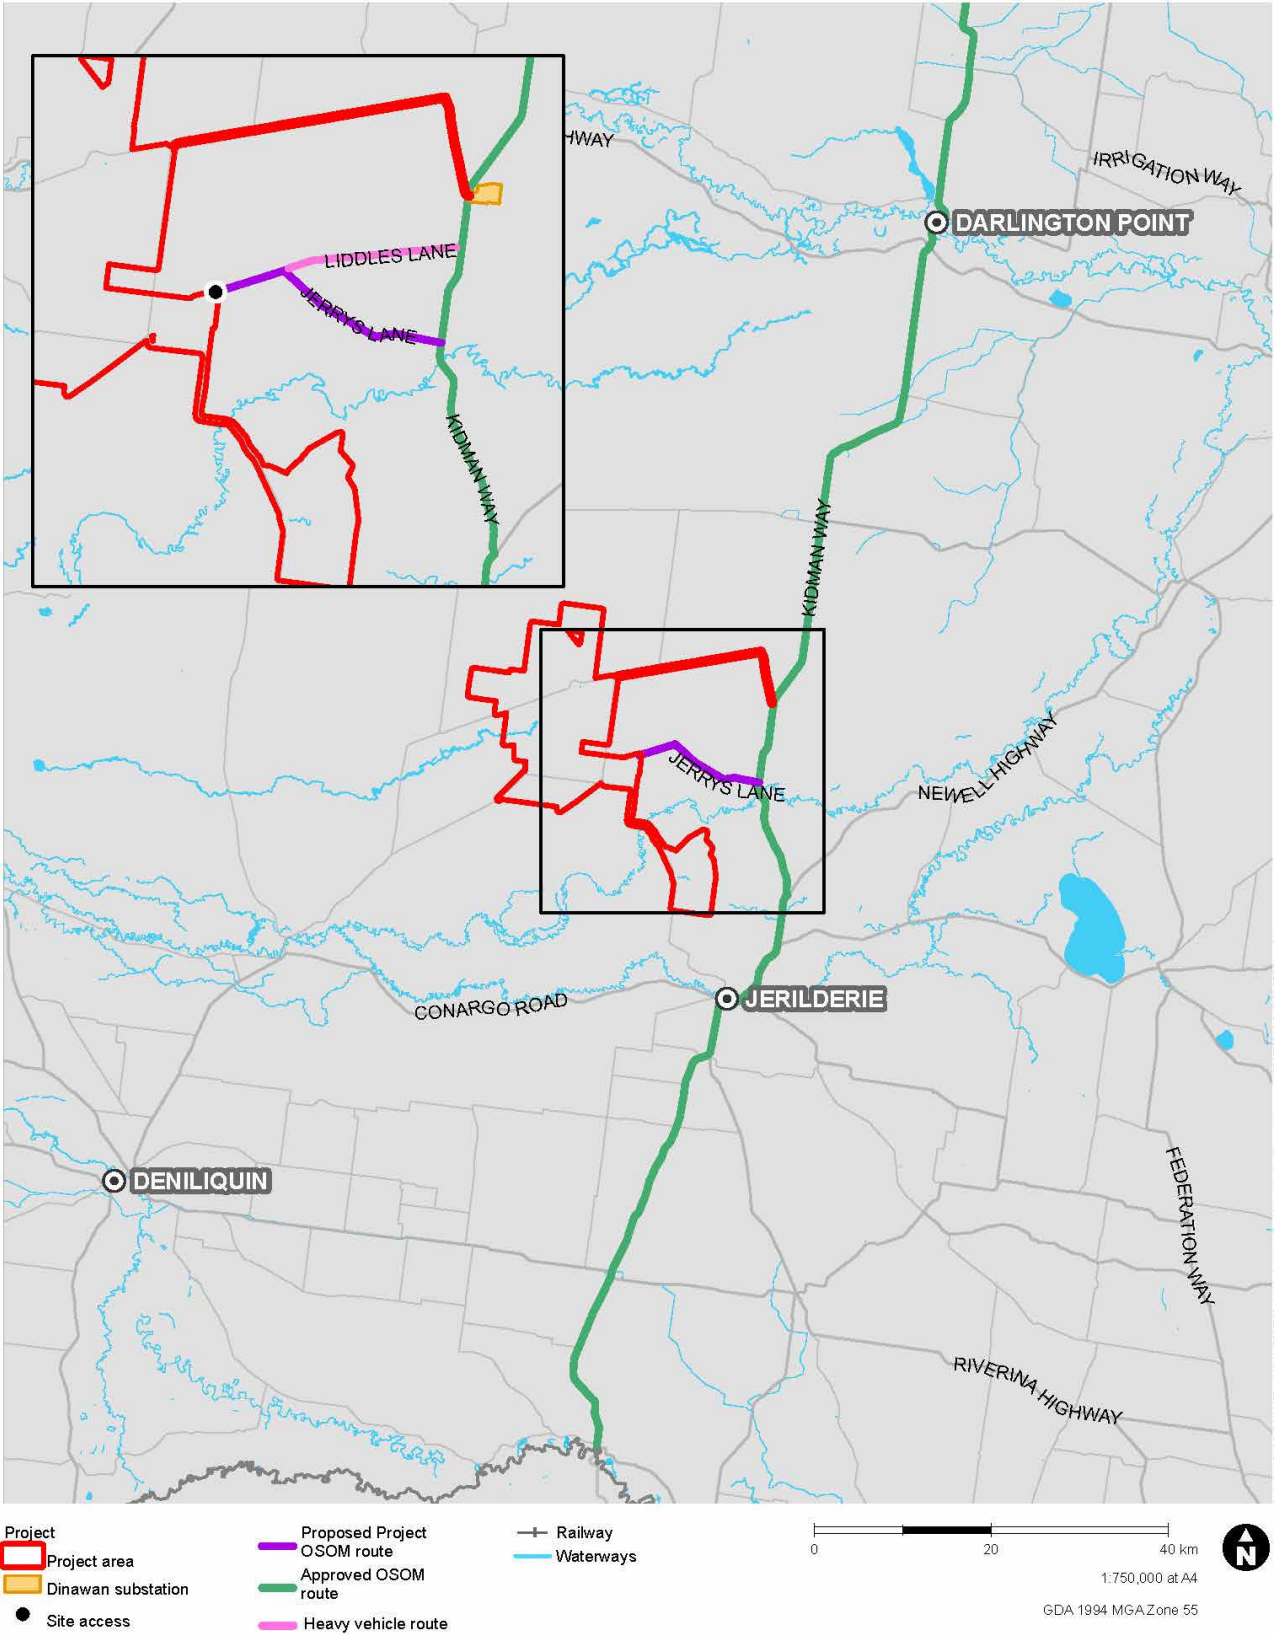 HWAY
IRRIGATION WAY
DARLINGTON POINT
LIDDLES LANE
JERRYS LANE
KIDMAN WAY
KIDMAN WAY
JERRYS LANE
NEWELL HIGHWAY
CONARGO ROAD
JERILDERIE
DENILIQUIN
FEDERATION WAY
RIVERINA HIGHWAY
Project
Project area
Dinawan substation
Site access
Proposed Project
OSOM route
Approved OSOM
route
Heavy vehicle route
Railway
Waterways
0 20 40 km
1:750,000 at A4
GDA 1994 MGA Zone 55
N